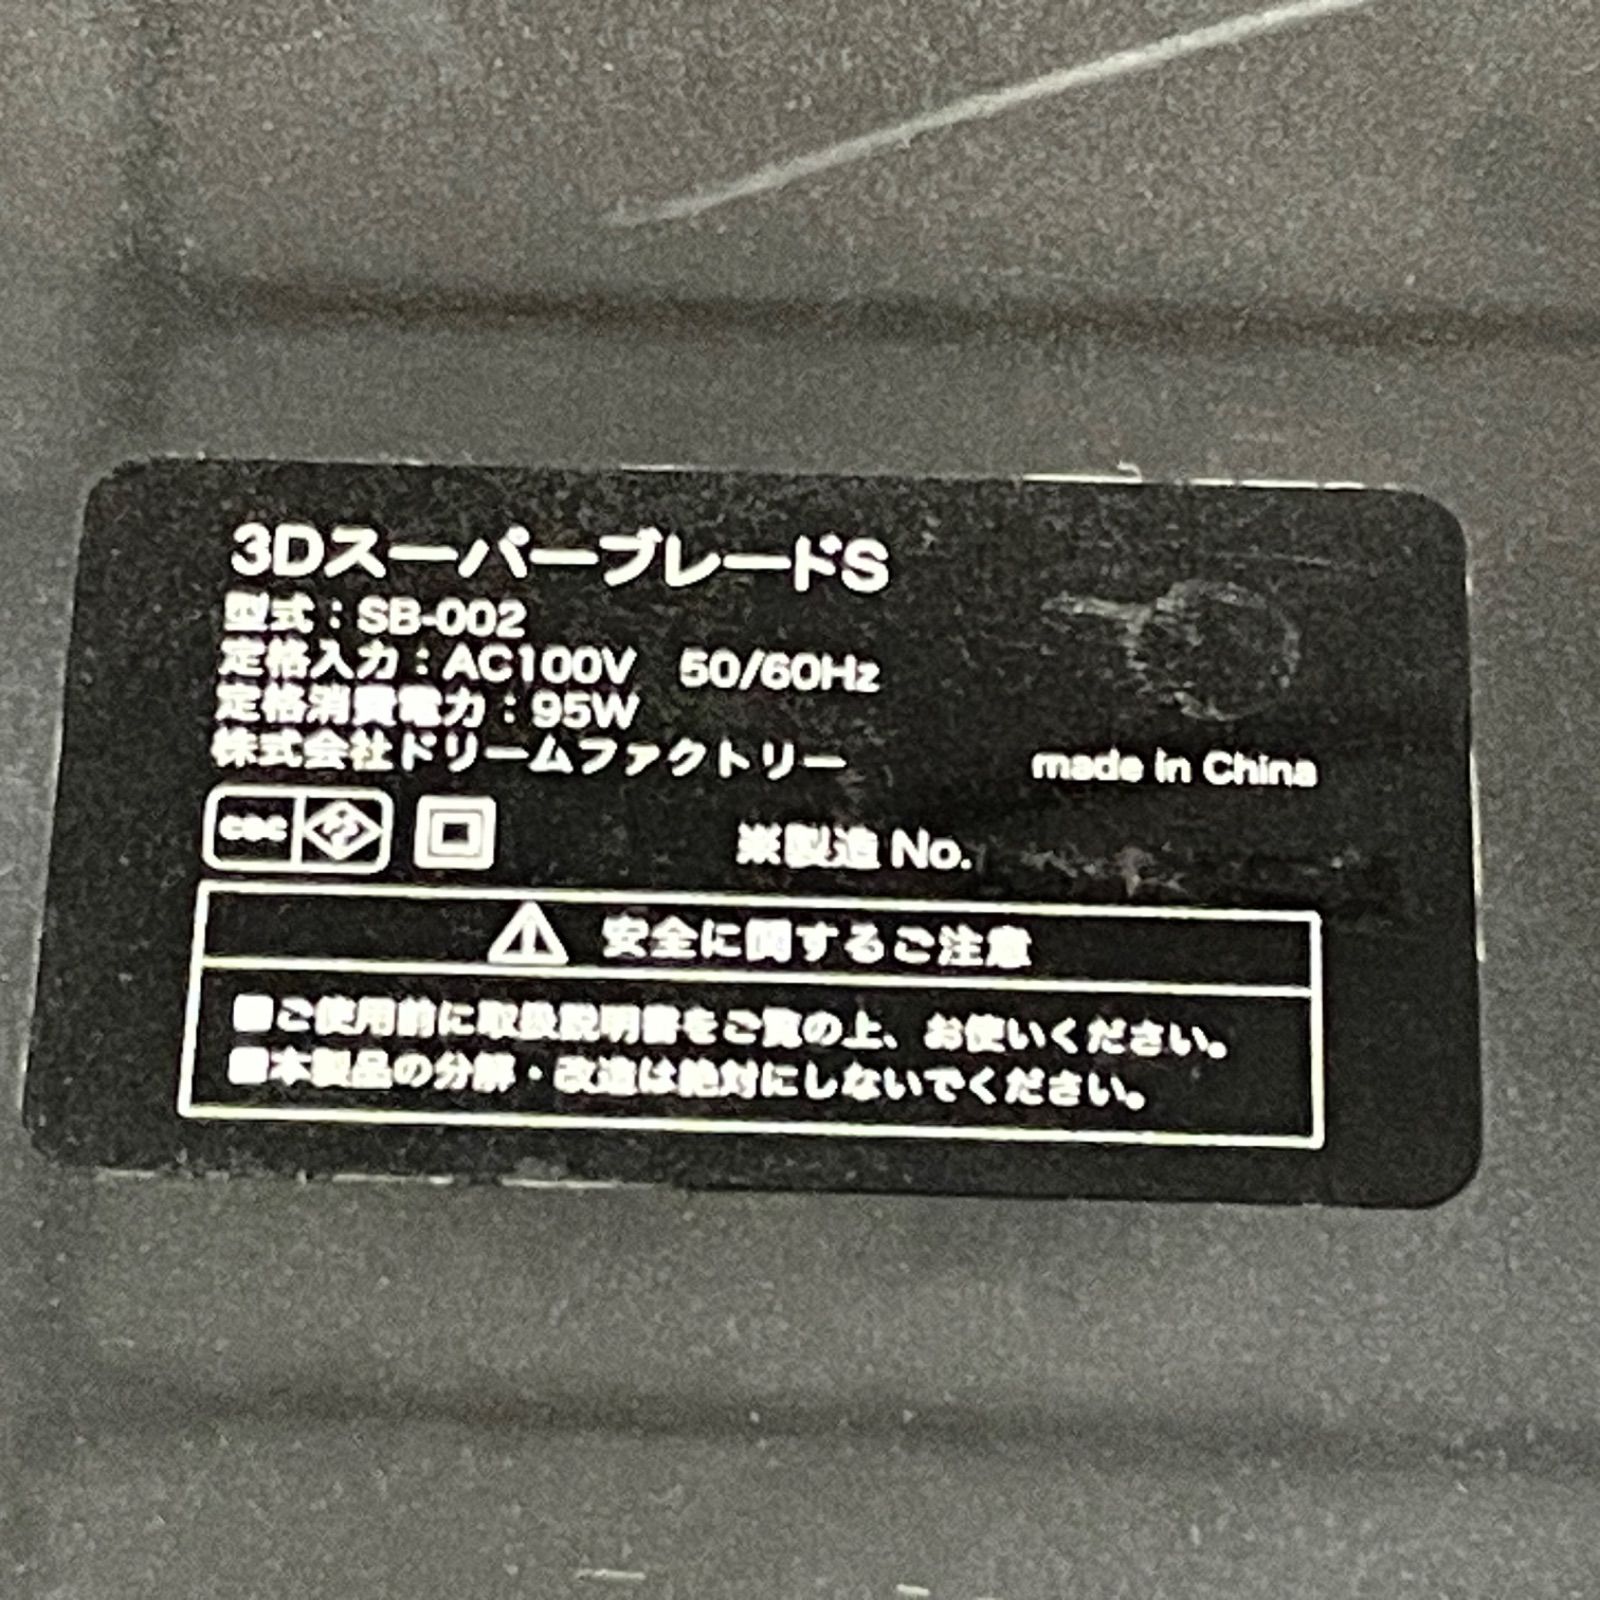 3DスーパーブレードS
型式：SB-002
定格入力：AC100V 50/60Hz
定格消費電力：95W
株式会社ドリームファクトリー
made in China
※製造 No.
安全に関するご注意
■ご使用前に取扱説明書をご覧の上、お使いください。
■本製品の分解・改造は絶対にしないでください。